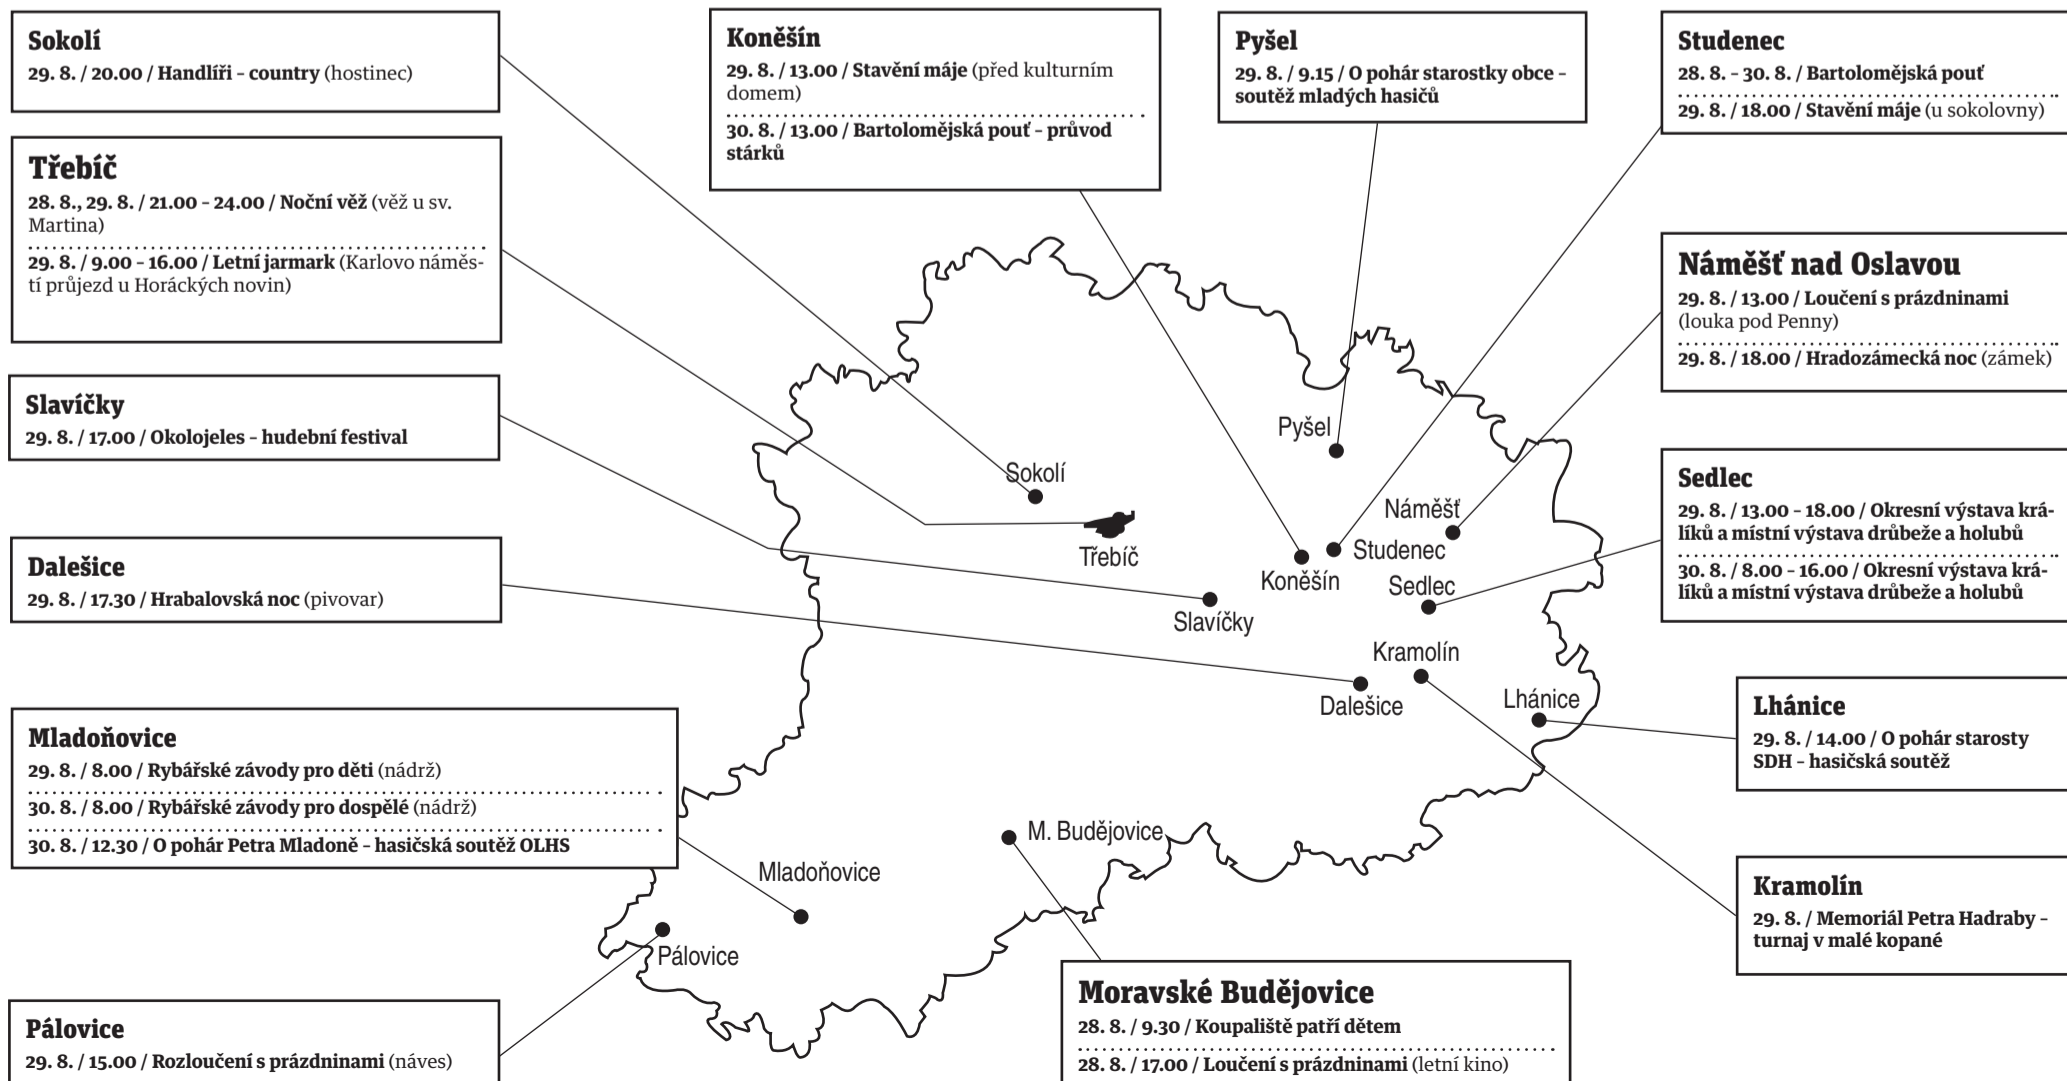 Sokolí
29. 8. / 20.00 / Handlíři – country (hostinec)
Třebíč
28. 8., 29. 8. / 21.00 – 24.00 / Noční věž (věž u sv.
Martina)
29. 8. / 9.00 – 16.00 / Letní jarmark (Karlovo náměs-
tí průjezd u Horáckých novin)
Slavíčky
29. 8. / 17.00 / Okolojeles – hudební festival
Dalešice
29. 8. / 17.30 / Hrabalovská noc (pivovar)
Mladoňovice
29. 8. / 8.00 / Rybářské závody pro děti (nádrž)
30. 8. / 8.00 / Rybářské závody pro dospělé (nádrž)
30. 8. / 12.30 / O pohár Petra Mladoně – hasičská soutěž OLHS
Pálovice
29. 8. / 15.00 / Rozloučení s prázdninami (náves)
Koněšín
29. 8. / 13.00 / Stavění máje (před kulturním
domem)
30. 8. / 13.00 / Bartolomějská pouť – průvod
stárků
Pyšel
29. 8. / 9.15 / O pohár starostky obce –
soutěž mladých hasičů
Studenec
28. 8. – 30. 8. / Bartolomějská pouť
29. 8. / 18.00 / Stavění máje (u sokolovny)
Náměšť nad Oslavou
29. 8. / 13.00 / Loučení s prázdninami
(louka pod Penny)
29. 8. / 18.00 / Hradozámecká noc (zámek)
Sedlec
29. 8. / 13.00 – 18.00 / Okresní výstava krá-
líků a místní výstava drůbeže a holubů
30. 8. / 8.00 – 16.00 / Okresní výstava krá-
líků a místní výstava drůbeže a holubů
Lhánice
29. 8. / 14.00 / O pohár starosty
SDH – hasičská soutěž
Kramolín
29. 8. / Memoriál Petra Hadraby –
turnaj v malé kopané
Moravské Budějovice
28. 8. / 9.30 / Koupaliště patří dětem
28. 8. / 17.00 / Loučení s prázdninami (letní kino)
Pyšel
Sokolí
Náměšť
Třebíč
Studenec
Koněšín
Sedlec
Slavíčky
Kramolín
Dalešice
Lhánice
M. Budějovice
Mladoňovice
Pálovice